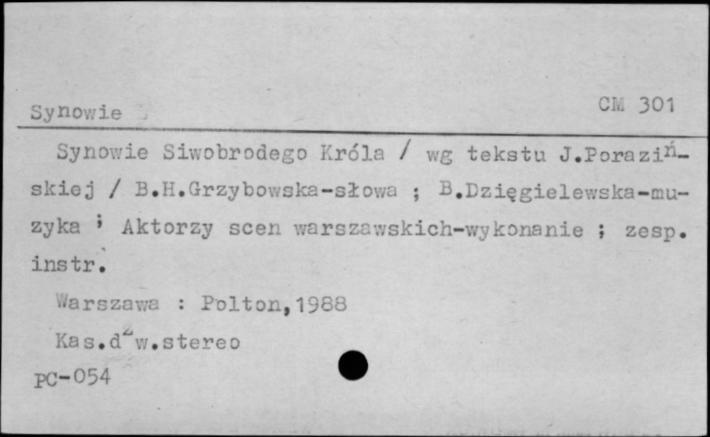 Synowie
CM 301
Synowie Siwobrodego Króla / wg tekstu J.Poraziń-
skiej / B.H.Grzybowska-słowa ; B.Dzięgielewska-mu-
zyka ; Aktorzy scen warszawskich-wykonanie ; zesp.
instr.
Warszawa : Polton,1988
Kas.dźw.stereo
PC-054